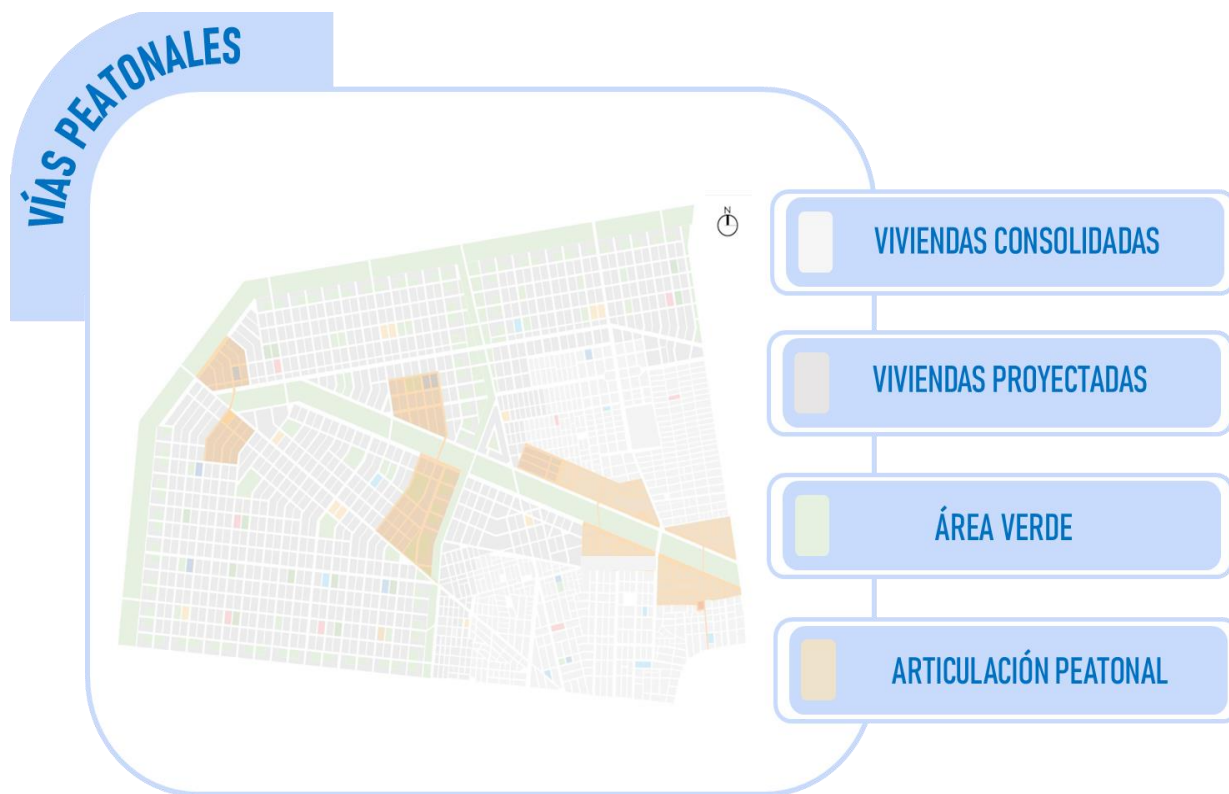 VÍAS PEATONALES
N
VIVIENDAS CONSOLIDADAS
VIVIENDAS PROYECTADAS
ÁREA VERDE
ARTICULACIÓN PEATONAL